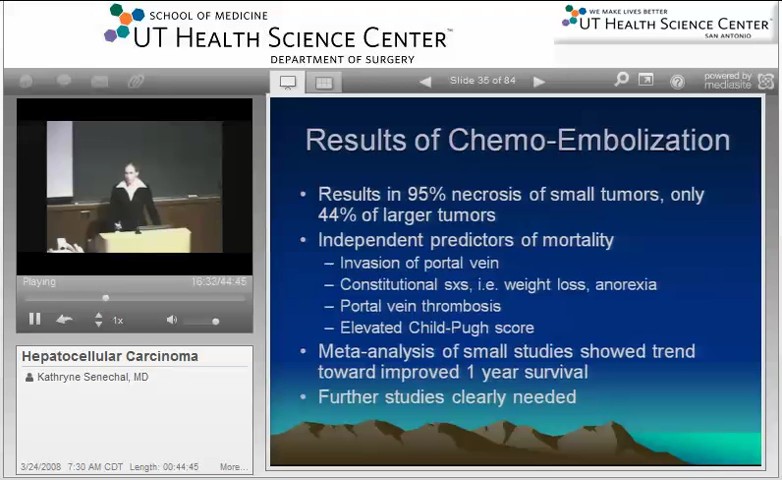 SCHOOL OF MEDICINE
UT HEALTH SCIENCE CENTER™
DEPARTMENT OF SURGERY
WE MAKE LIVES BETTER
UT HEALTH SCIENCE CENTER
SAN ANTONIO
Slide 35 of 84
powered by
mediasite
Playing
16:33/44:45
1x
Hepatocellular Carcinoma
Kathryne Senechal, MD
3/24/2008 7:30 AM CDT Length: 00:44:45 More...
Results of Chemo-Embolization
• Results in 95% necrosis of small tumors, only
44% of larger tumors
• Independent predictors of mortality
– Invasion of portal vein
– Constitutional sxs, i.e. weight loss, anorexia
– Portal vein thrombosis
– Elevated Child-Pugh score
• Meta-analysis of small studies showed trend
toward improved 1 year survival
• Further studies clearly needed